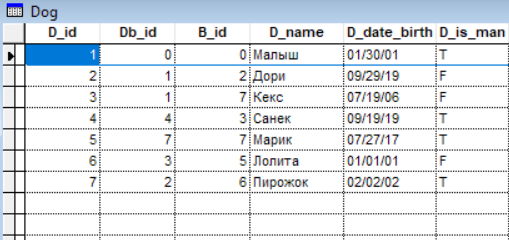 Dog
D_id Db_id B_id D_name D_date_birth D_is_man
1 0 0 Малыш 01/30/01 T
2 1 2 Дори 09/29/19 F
3 1 7 Кекс 07/19/06 F
4 4 3 Санек 09/19/19 T
5 7 7 Марик 07/27/17 T
6 3 5 Лолита 01/01/01 F
7 2 6 Пирожок 02/02/02 T